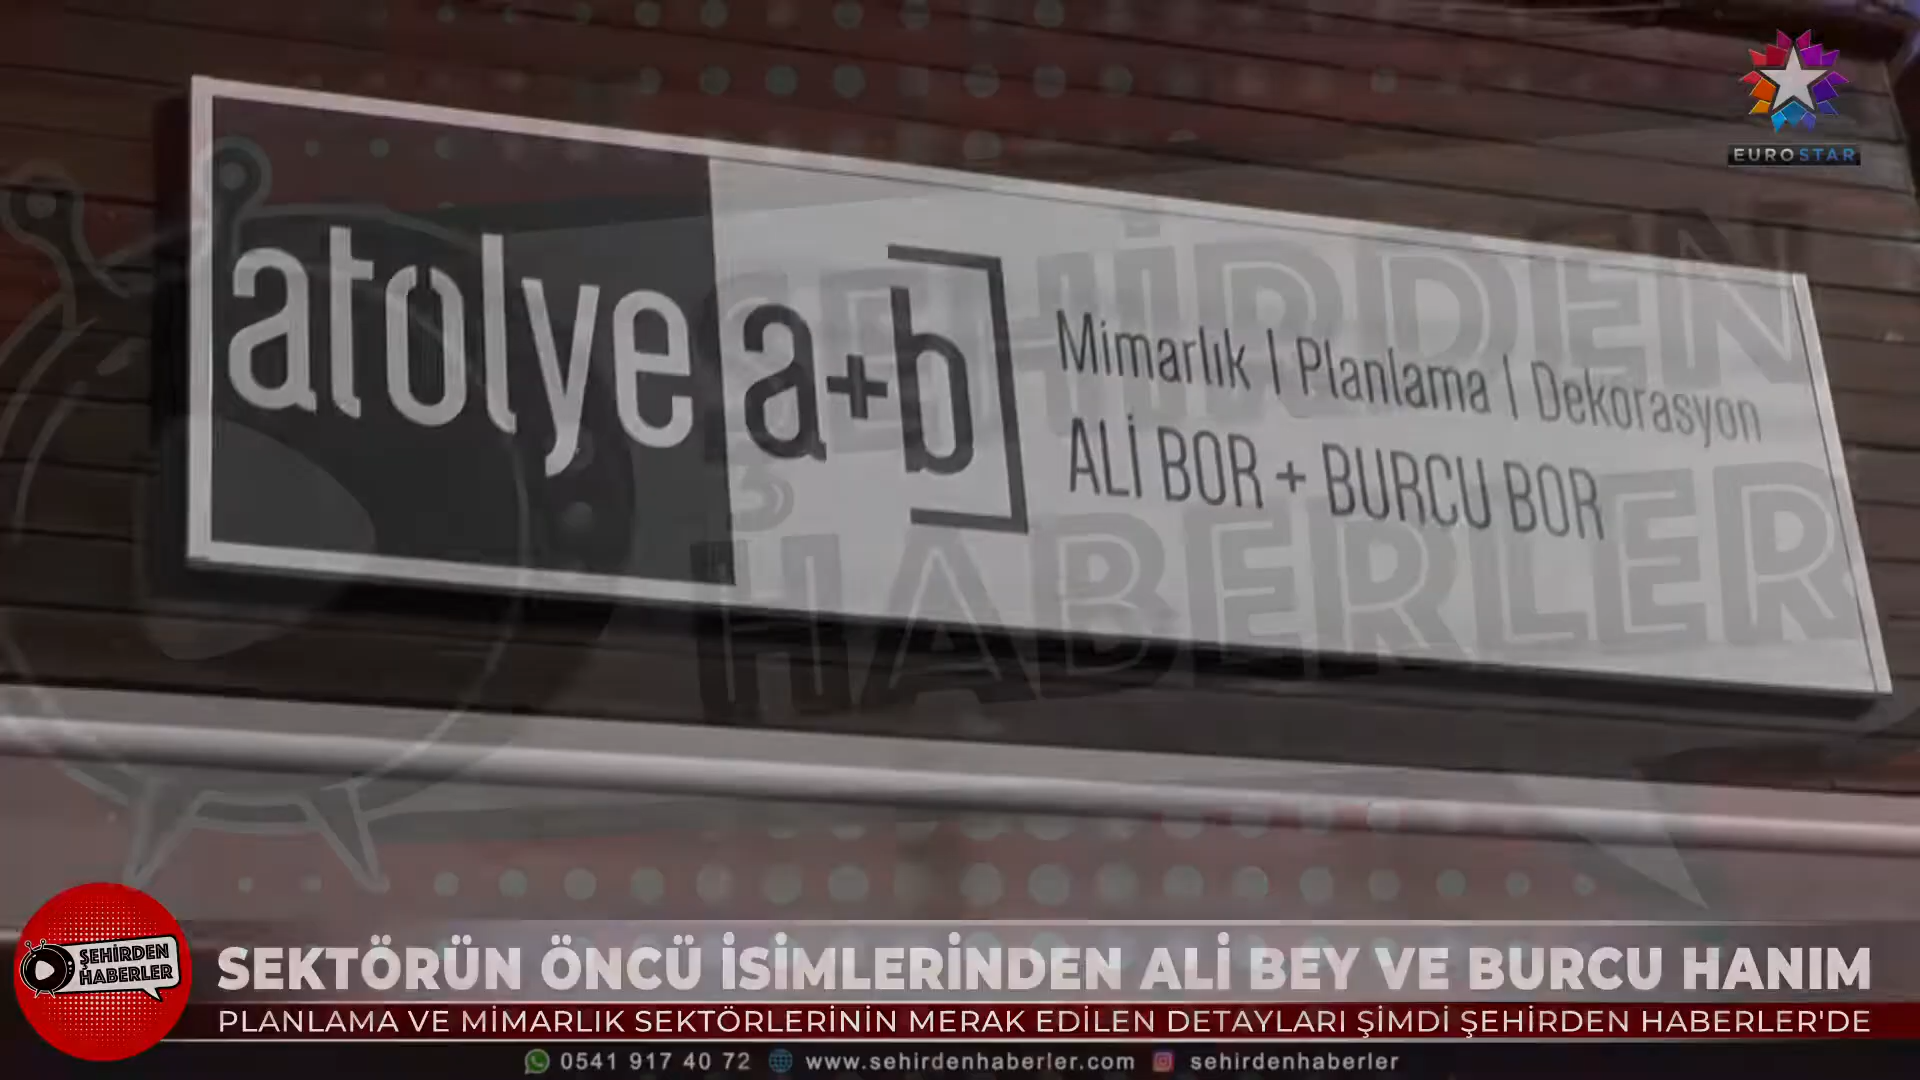 EUROSTAR
atolye a+b
Mimarlık | Planlama | Dekorasyon
ALİ BOR + BURCU BOR
ŞEHİRDEN
HABERLER
ŞEHİRDEN
HABERLER
SEKTÖRÜN ÖNCÜ İSİMLERİNDEN ALİ BEY VE BURCU HANIM
PLANLAMA VE MİMARLIK SEKTÖRLERİNİN MERAK EDİLEN DETAYLARI ŞİMDİ ŞEHİRDEN HABERLER'DE
0541 917 40 72 www.sehirdenhaberler.com sehirdenhaberler